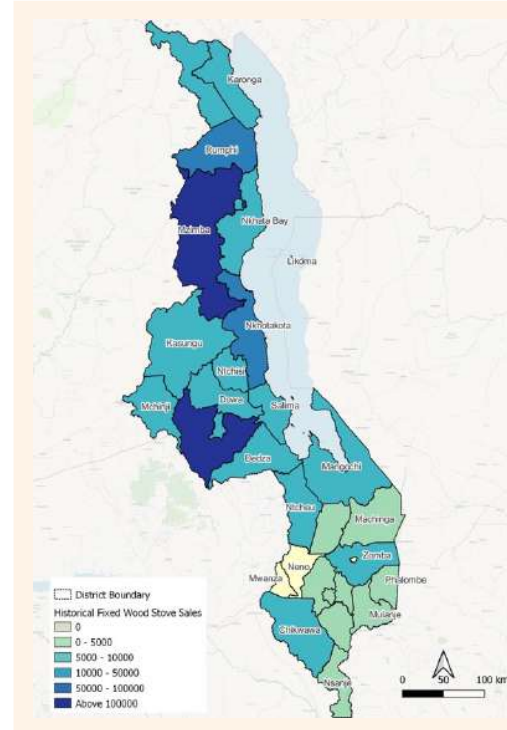 Karonga
Rumphi
Mzimba
Nkhata Bay
Likoma
Nkhotakota
Kasungu
Ntchisi
Dowa
Mchinji
Salima
Dedza
Mangochi
Ntcheu
Machinga
Zomba
Neno
Mwanza
Phalombe
Mulanje
Chikwawa
Nsanje
District Boundary
Historical Fixed Wood Stove Sales
0
0 - 5000
5000 - 10000
10000 - 50000
50000 - 100000
Above 100000
0 50 100 km